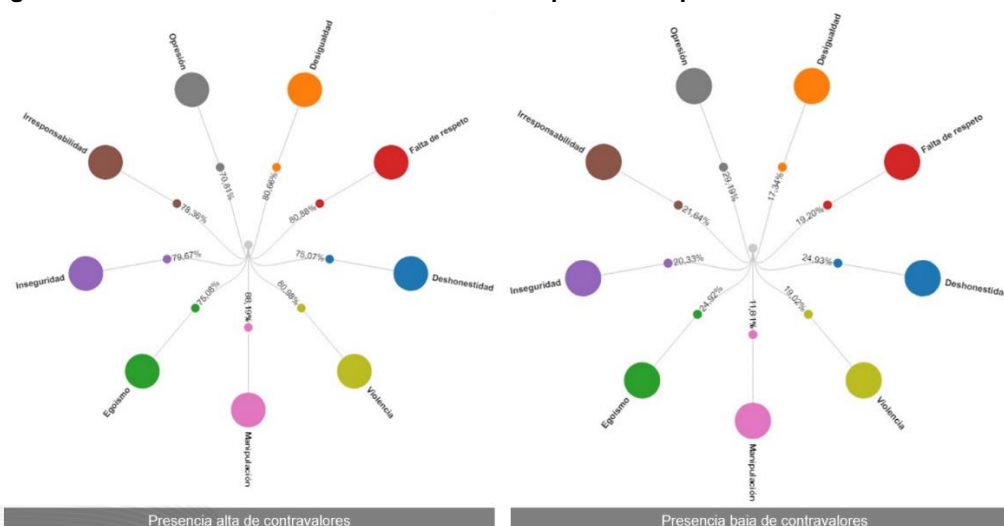 Opresión
Desigualdad
Irresponsabilidad
Falta de respeto
70,81%
80,66%
78,36%
80,88%
Inseguridad
79,67%
75,07%
Deshonestidad
75,08%
88,19%
80,98%
Egoísmo
Violencia
Manipulación
Presencia alta de contravalores
Opresión
Desigualdad
Irresponsabilidad
Falta de respeto
29,19%
17,34%
21,64%
19,20%
Inseguridad
20,33%
24,93%
Deshonestidad
24,92%
11,81%
19,02%
Egoísmo
Violencia
Manipulación
Presencia baja de contravalores